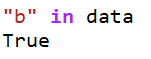 "b" in data
True